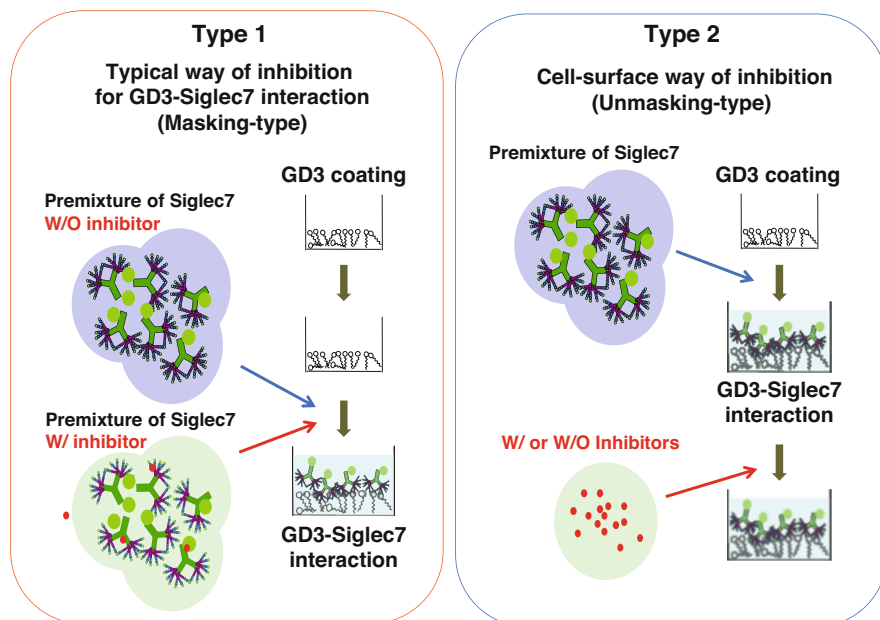 Type 1
Typical way of inhibition
for GD3-Siglec7 interaction
(Masking-type)
GD3 coating
Premixture of Siglec7
W/O inhibitor
Premixture of Siglec7
W/ inhibitor
GD3-Siglec7
interaction
Type 2
Cell-surface way of inhibition
(Unmasking-type)
Premixture of Siglec7
GD3 coating
GD3-Siglec7
interaction
W/ or W/O Inhibitors